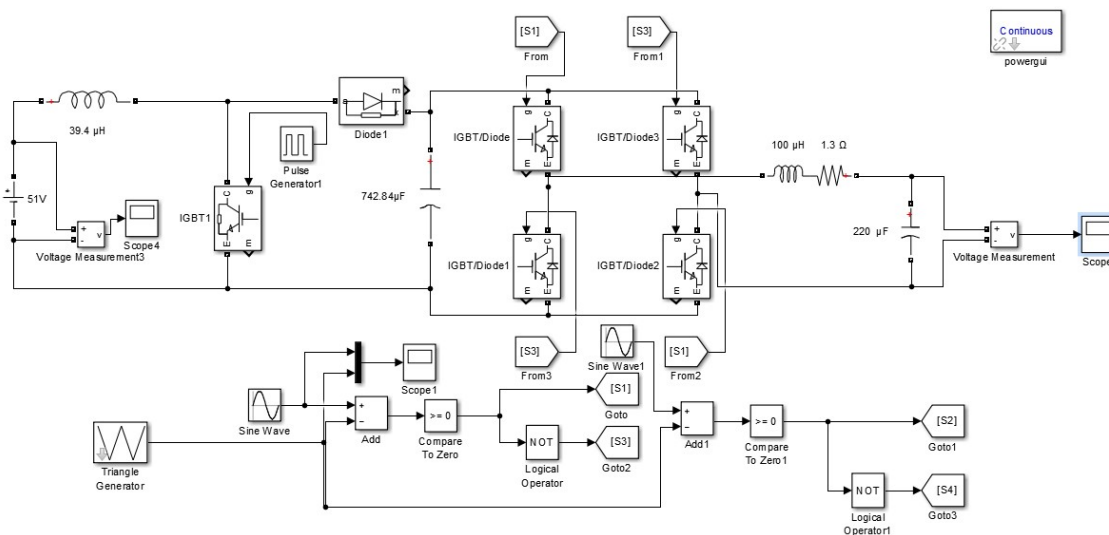 [S1]
From
[S3]
From1
Continuous
powergui
39.4 µH
m
a
k
Diode1
g
C
E
m
IGBT/Diode
g
C
E
m
IGBT/Diode3
100 µH
1.3 Ω
Pulse
Generator1
+
51V
742.84µF
g
C
E
m
IGBT1
+
-
v
Scope4
Voltage Measurement3
g
C
E
m
IGBT/Diode1
g
C
E
m
IGBT/Diode2
220 µF
+
-
v
Voltage Measurement
Scope
[S3]
From3
Sine Wave1
[S1]
From2
Scope1
Sine Wave
+
−
Add
>= 0
Compare
To Zero
[S1]
Goto
NOT
Logical
Operator
[S3]
Goto2
+
−
Add1
>= 0
Compare
To Zero1
[S2]
Goto1
Triangle
Generator
NOT
Logical
Operator1
[S4]
Goto3